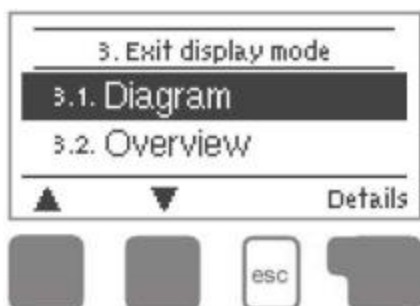 3. Exit display mode
3.1. Diagram
3.2. Overview
▲ ▼ Details
esc